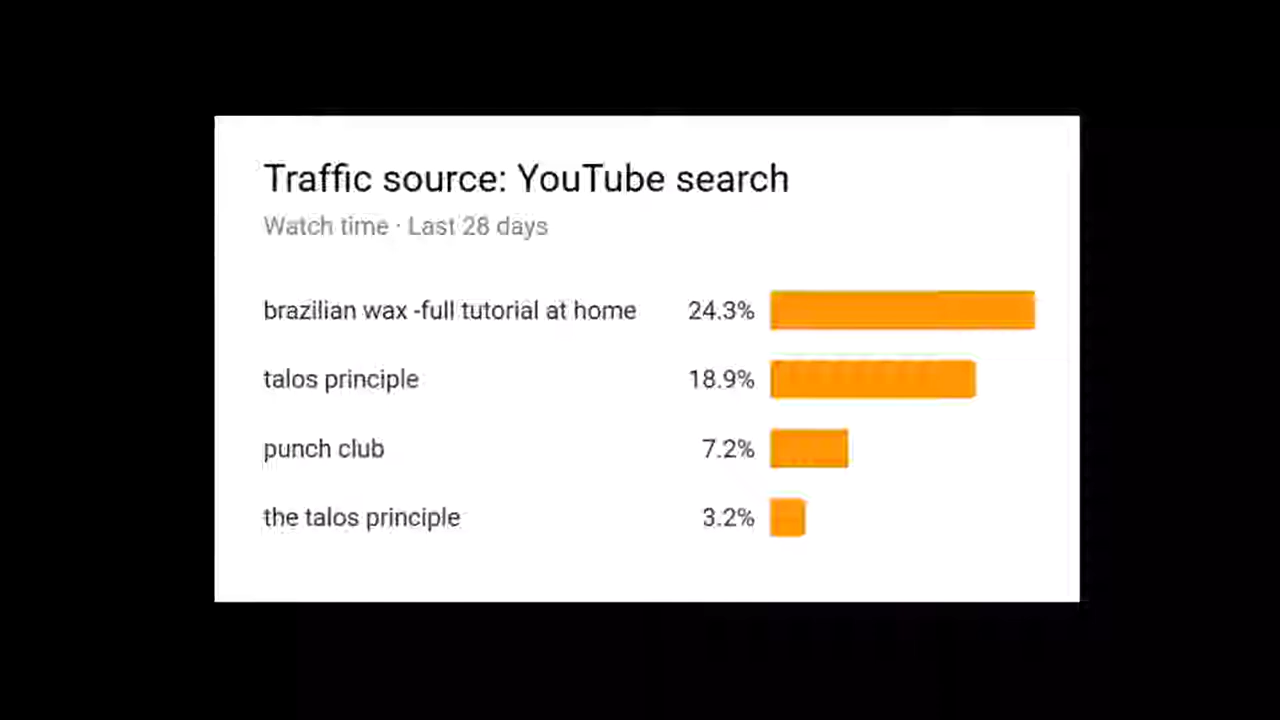 Traffic source: YouTube search
Watch time · Last 28 days
brazilian wax -full tutorial at home 24.3%
talos principle 18.9%
punch club 7.2%
the talos principle 3.2%